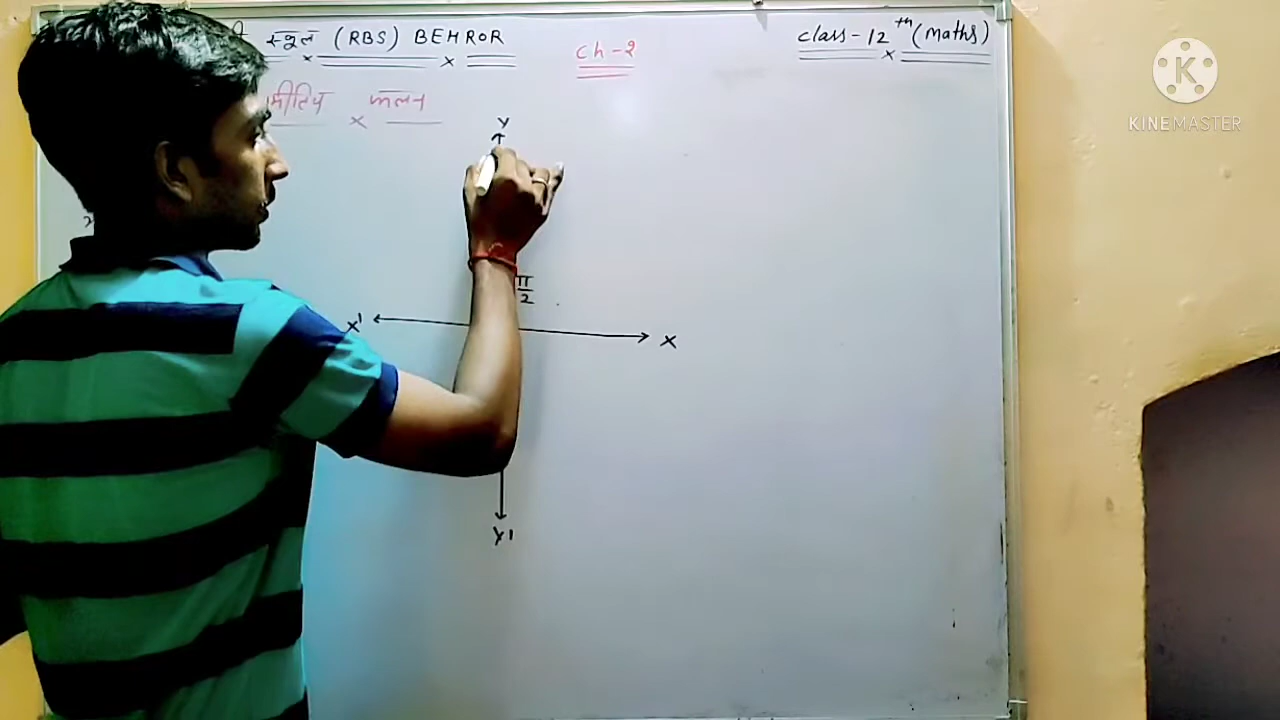 स्कूल (RBS) BEHROR
Ch-2
class-12th (maths)
फलन
Y
π/2
X'
X
Y'
KINEMASTER